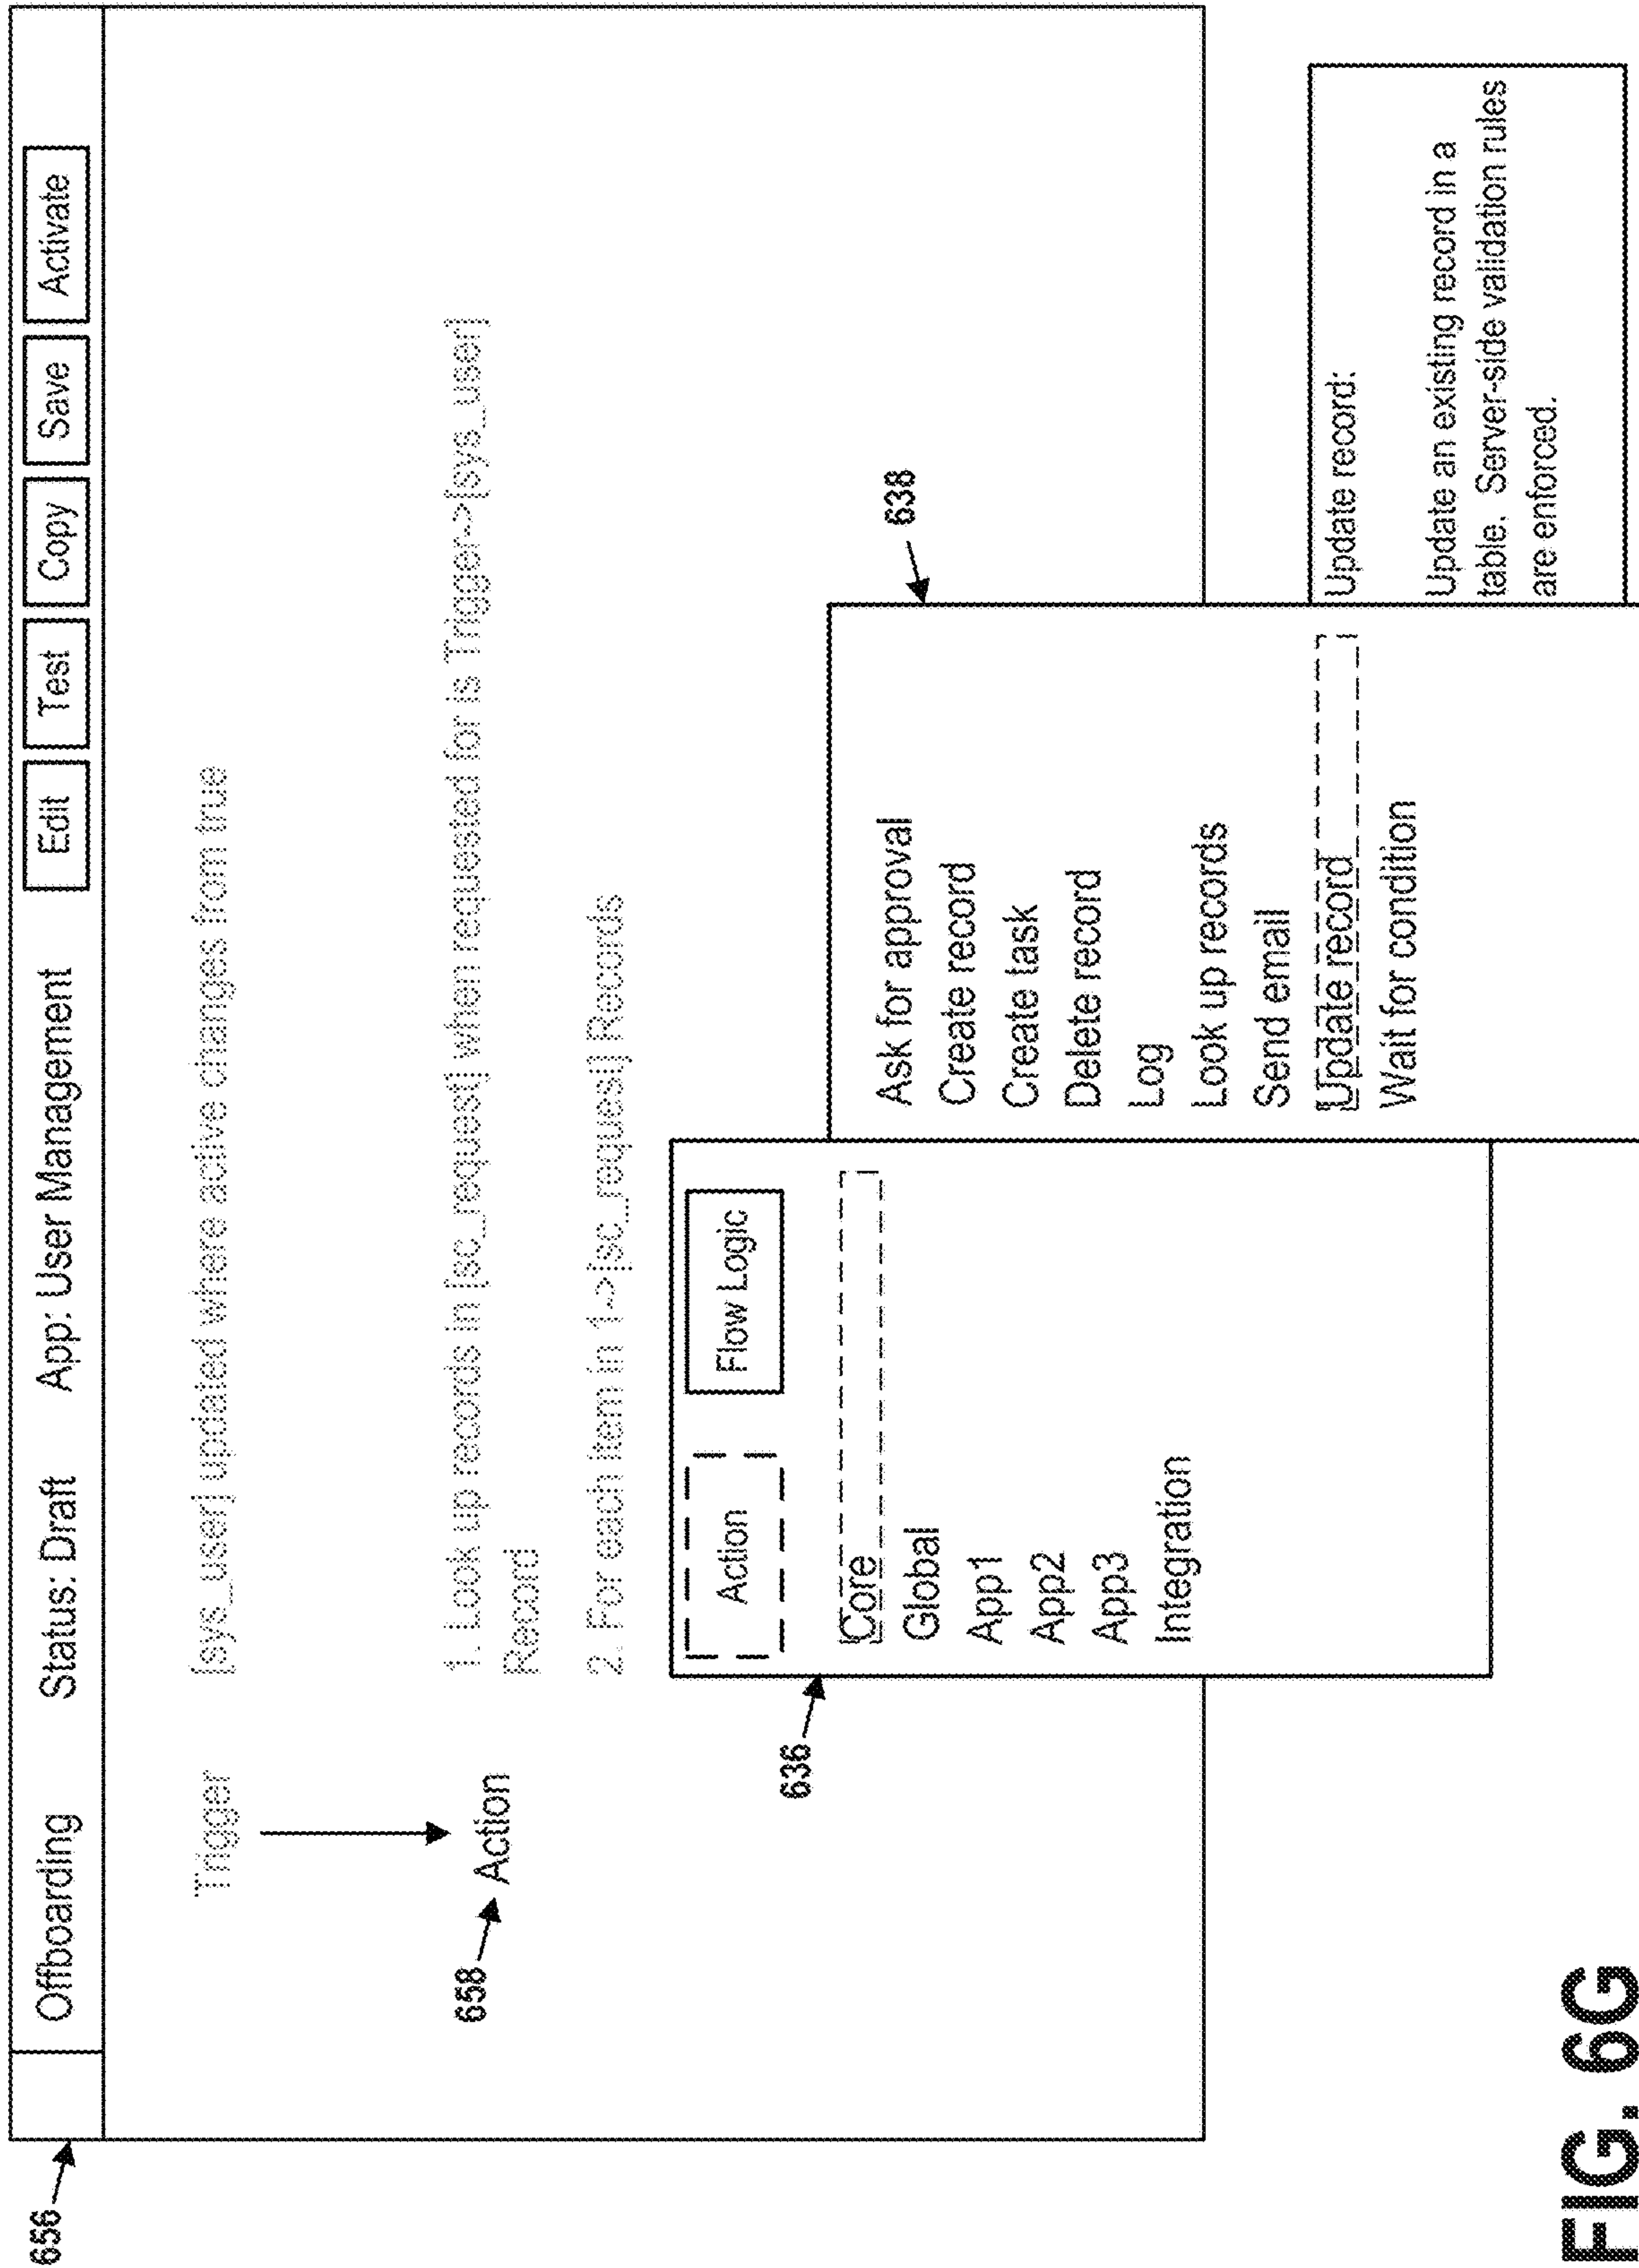 656
Offboarding Status: Draft App: User Management Edit Test Copy Save Activate
Trigger [sys_user] updated where active changes from true
658 Action
1. Look up records in [sc_request] when requested for is Trigger->[sys_user]
Record
2. For each item in 1->[sc_request] Records
636
Action Flow Logic
Core
Global
App1
App2
App3
Integration
638
Ask for approval
Create record
Create task
Delete record
Log
Look up records
Send email
Update record
Wait for condition
Update record:
Update an existing record in a
table. Server-side validation rules
are enforced.
FIG. 6G